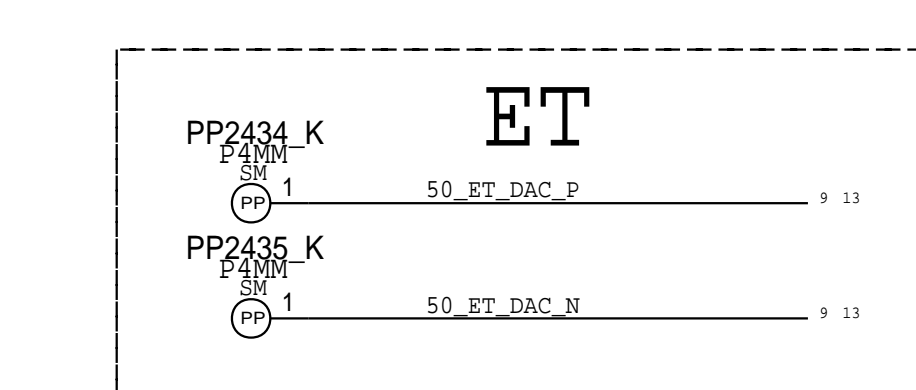 ET
PP2434_K
P4MM
SM
PP
1
50_ET_DAC_P
9 13
PP2435_K
P4MM
SM
PP
1
50_ET_DAC_N
9 13